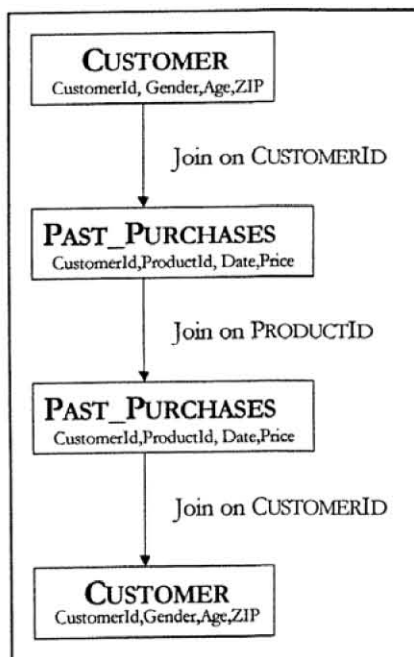 CUSTOMER
CustomerId, Gender,Age,ZIP
Join on CUSTOMERID
PAST_PURCHASES
CustomerId,ProductId, Date,Price
Join on PRODUCTID
PAST_PURCHASES
CustomerId,ProductId, Date,Price
Join on CUSTOMERID
CUSTOMER
CustomerId,Gender,Age,ZIP